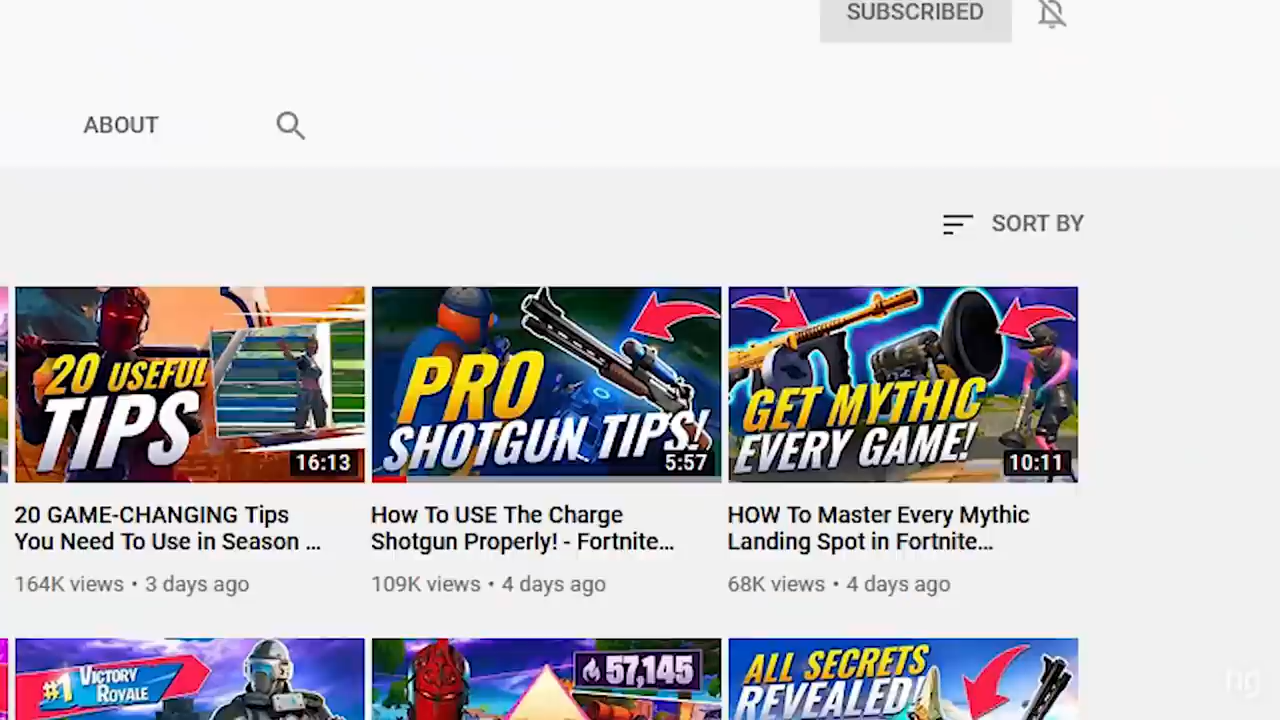 SUBSCRIBED
ABOUT
SORT BY
20 USEFUL
TIPS
16:13
PRO
SHOTGUN TIPS!
5:57
GET MYTHIC
EVERY GAME!
10:11
20 GAME-CHANGING Tips
You Need To Use in Season ...
How To USE The Charge
Shotgun Properly! - Fortnite...
HOW To Master Every Mythic
Landing Spot in Fortnite...
164K views • 3 days ago
109K views • 4 days ago
68K views • 4 days ago
#1 VICTORY
ROYALE
57,145
ALL SECRETS
REVEALED!
ng